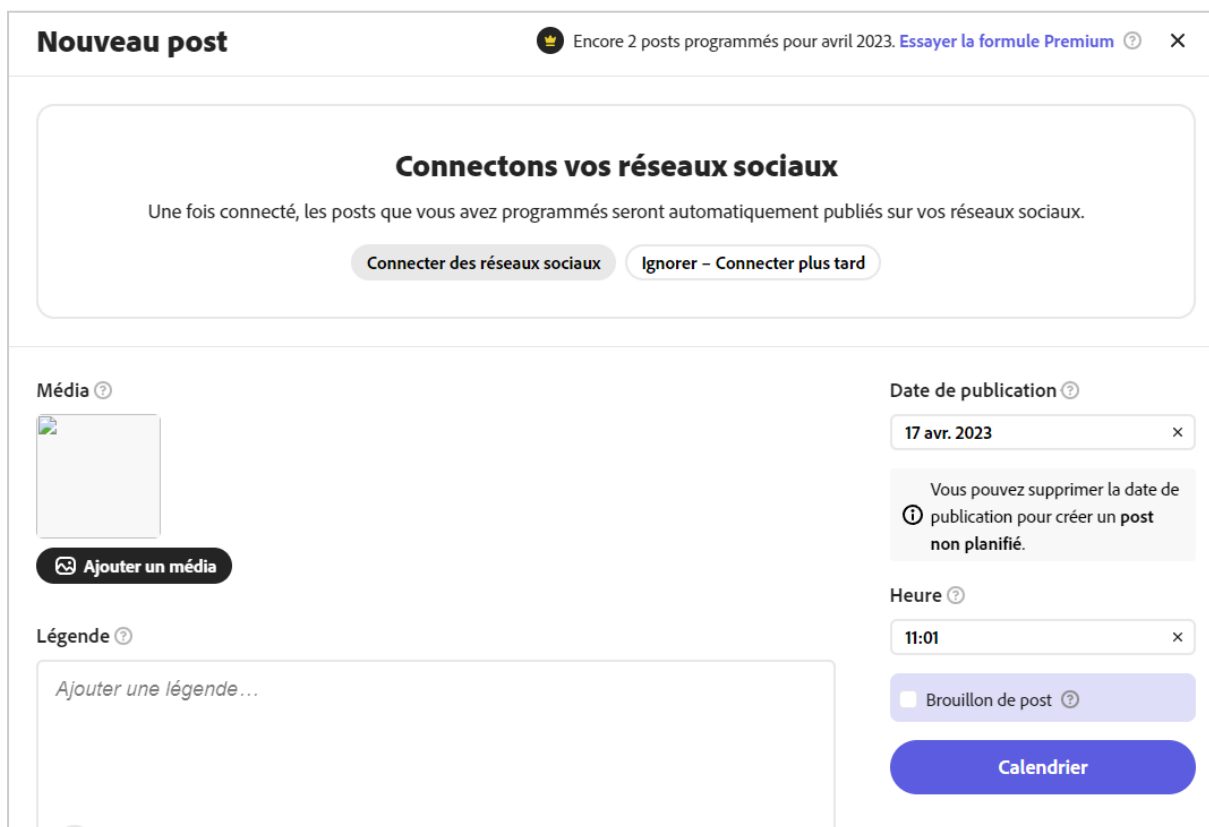 Nouveau post
Encore 2 posts programmés pour avril 2023. Essayer la formule Premium
Connectons vos réseaux sociaux
Une fois connecté, les posts que vous avez programmés seront automatiquement publiés sur vos réseaux sociaux.
Connecter des réseaux sociaux
Ignorer – Connecter plus tard
Média
Ajouter un média
Légende
Ajouter une légende…
Date de publication
17 avr. 2023
Vous pouvez supprimer la date de
publication pour créer un post
non planifié.
Heure
11:01
Brouillon de post
Calendrier